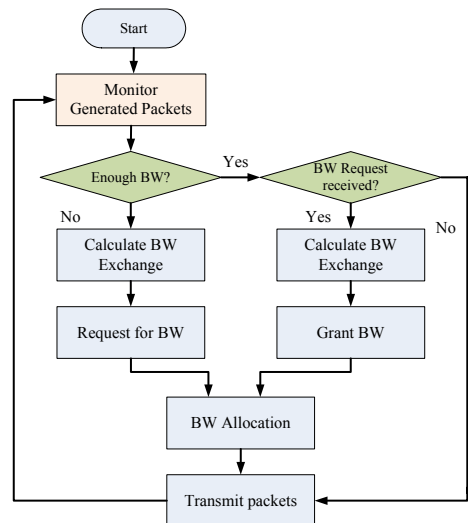 Start
Monitor
Generated Packets
Enough BW?
Yes
BW Request
received?
No
Yes
No
Calculate BW
Exchange
Calculate BW
Exchange
Request for BW
Grant BW
BW Allocation
Transmit packets